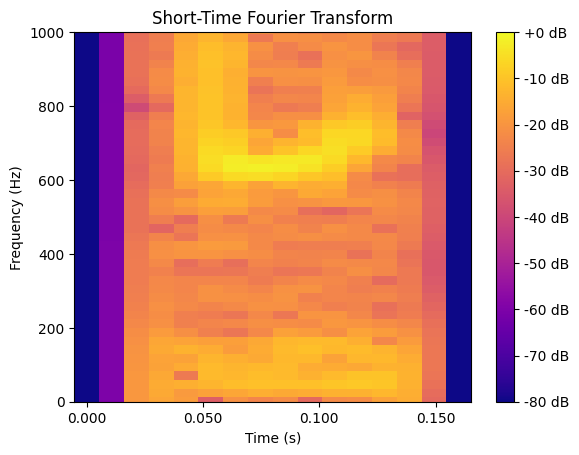 Short-Time Fourier Transform
1000
800
600
400
200
0
Frequency (Hz)
0.000
0.050
0.100
0.150
Time (s)
+0 dB
-10 dB
-20 dB
-30 dB
-40 dB
-50 dB
-60 dB
-70 dB
-80 dB